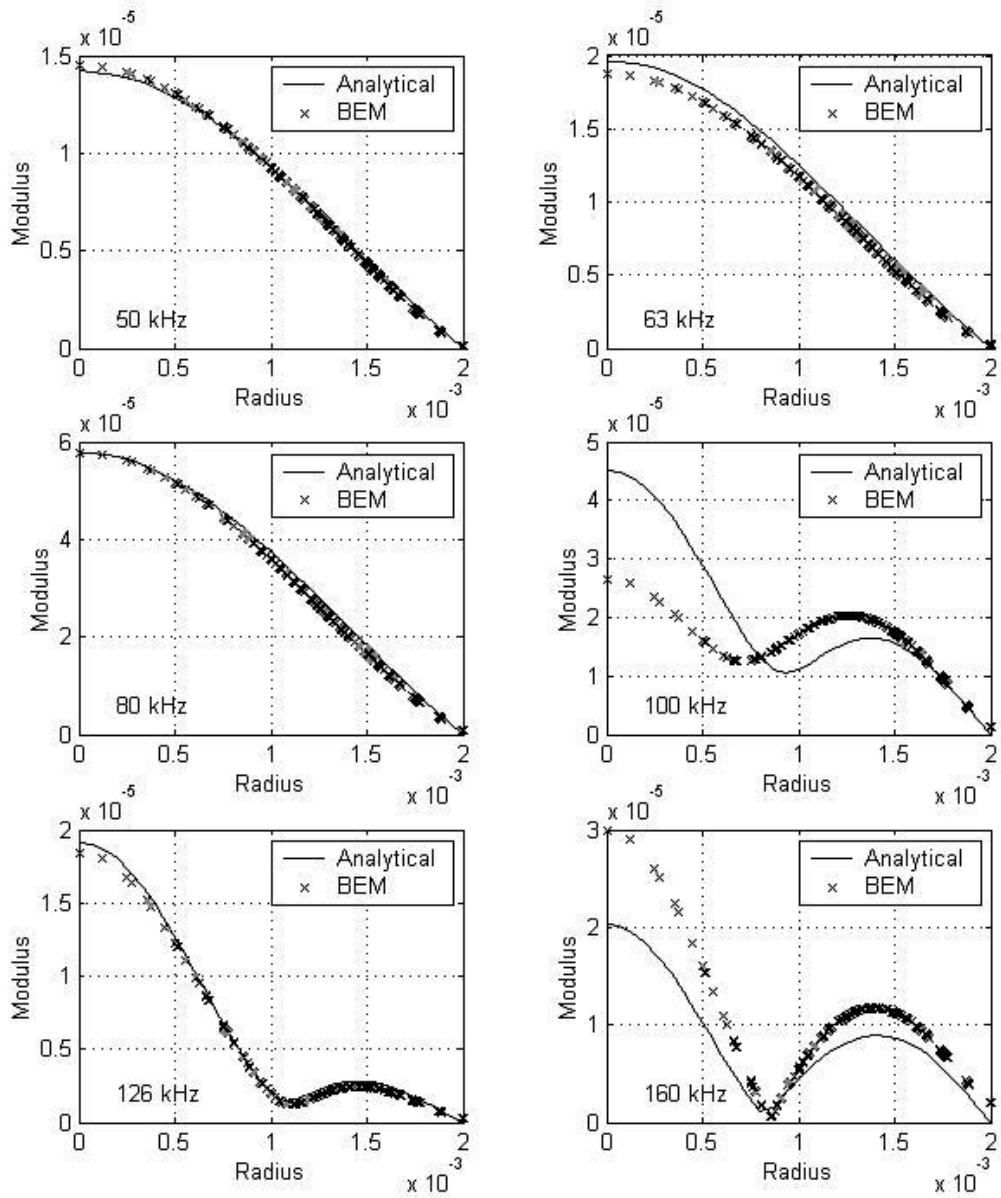 x 10^-5
1.5
1
0.5
0
Modulus
Analytical
BEM
50 kHz
0 0.5 1 1.5 2
Radius
x 10^-3
x 10^-5
2
1.5
1
0.5
0
Modulus
Analytical
BEM
63 kHz
0 0.5 1 1.5 2
Radius
x 10^-3
x 10^-5
6
4
2
0
Modulus
Analytical
BEM
80 kHz
0 0.5 1 1.5 2
Radius
x 10^-3
x 10^-5
5
4
3
2
1
0
Modulus
Analytical
BEM
100 kHz
0 0.5 1 1.5 2
Radius
x 10^-3
x 10^-5
2
1.5
1
0.5
0
Modulus
Analytical
BEM
126 kHz
0 0.5 1 1.5 2
Radius
x 10^-3
x 10^-5
3
2
1
0
Modulus
Analytical
BEM
160 kHz
0 0.5 1 1.5 2
Radius
x 10^-3